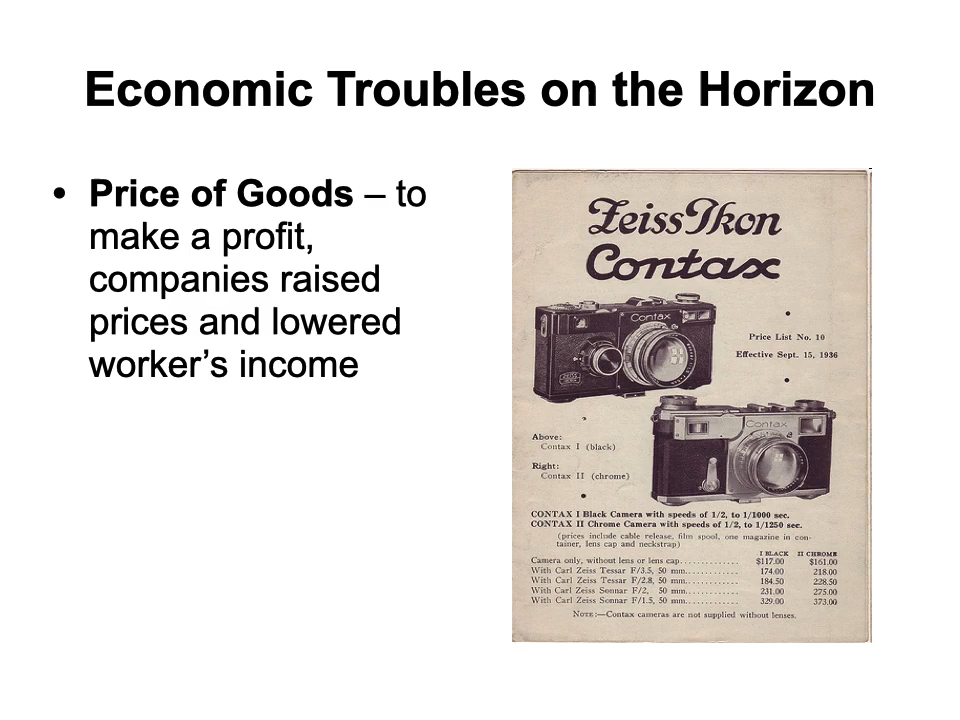 Economic Troubles on the Horizon
• Price of Goods – to
make a profit,
companies raised
prices and lowered
worker’s income
Zeiss Ikon
Contax
Contax
Price List No. 10
Effective Sept. 15, 1936
Contax
Above:
Contax I (black)
Right:
Contax II (chrome)
CONTAX I Black Camera with speeds of 1/2, to 1/1000 sec.
CONTAX II Chrome Camera with speeds of 1/2, to 1/1250 sec.
(prices include cable release, film spool, one magazine in con-
tainer, lens cap and neckstrap)
I BLACK II CHROME
Camera only, without lens or lens cap............. $117.00 $161.00
With Carl Zeiss Tessar F/3.5, 50 mm............. 174.00 218.00
With Carl Zeiss Tessar F/2.8, 50 mm............. 184.50 228.50
With Carl Zeiss Sonnar F/2, 50 mm............. 231.00 275.00
With Carl Zeiss Sonnar F/1.5, 50 mm............. 329.00 373.00
NOTE:—Contax cameras are not supplied without lenses.